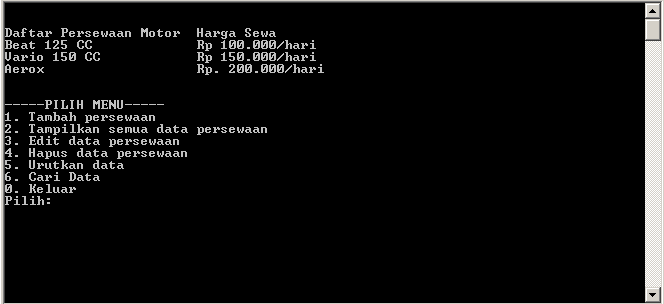 Daftar Persewaan Motor  Harga Sewa
Beat 125 CC             Rp 100.000/hari
Vario 150 CC            Rp 150.000/hari
Aerox                   Rp. 200.000/hari
-----PILIH MENU-----
1. Tambah persewaan
2. Tampilkan semua data persewaan
3. Edit data persewaan
4. Hapus data persewaan
5. Urutkan data
6. Cari Data
0. Keluar
Pilih: